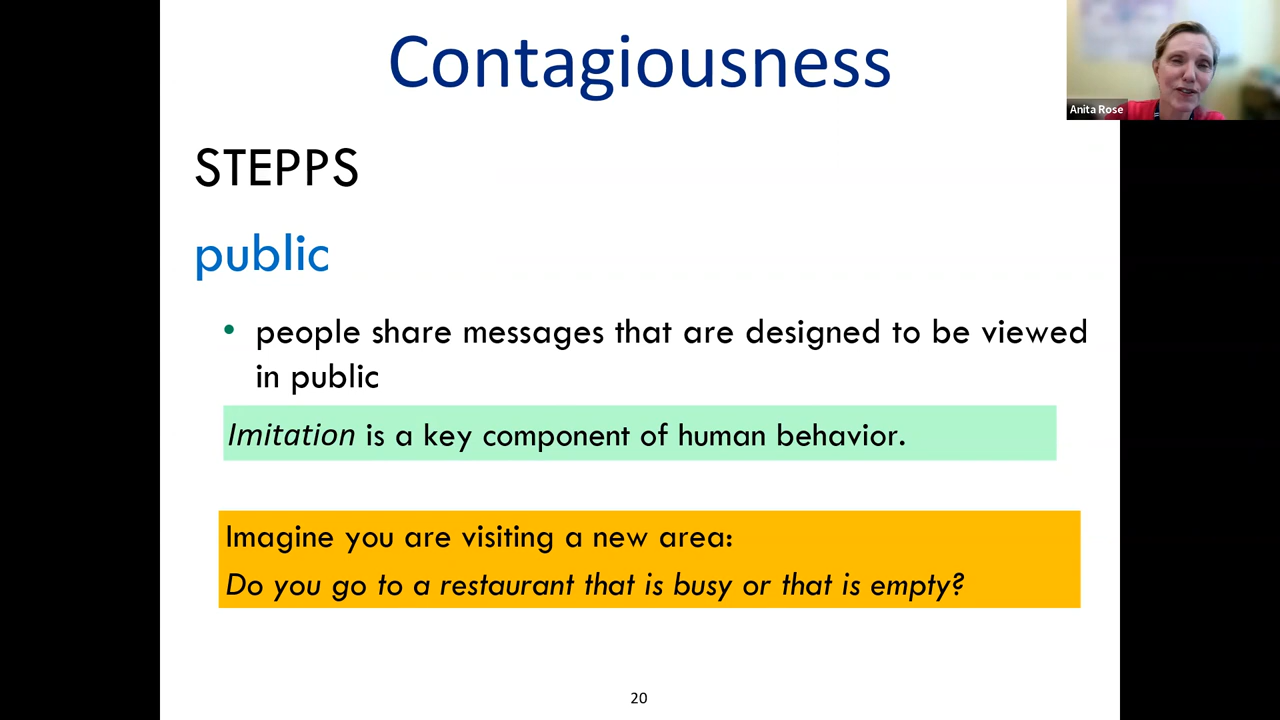 Contagiousness
Anita Rose
STEPPS
public
• people share messages that are designed to be viewed
in public
Imitation is a key component of human behavior.
Imagine you are visiting a new area:
Do you go to a restaurant that is busy or that is empty?
20